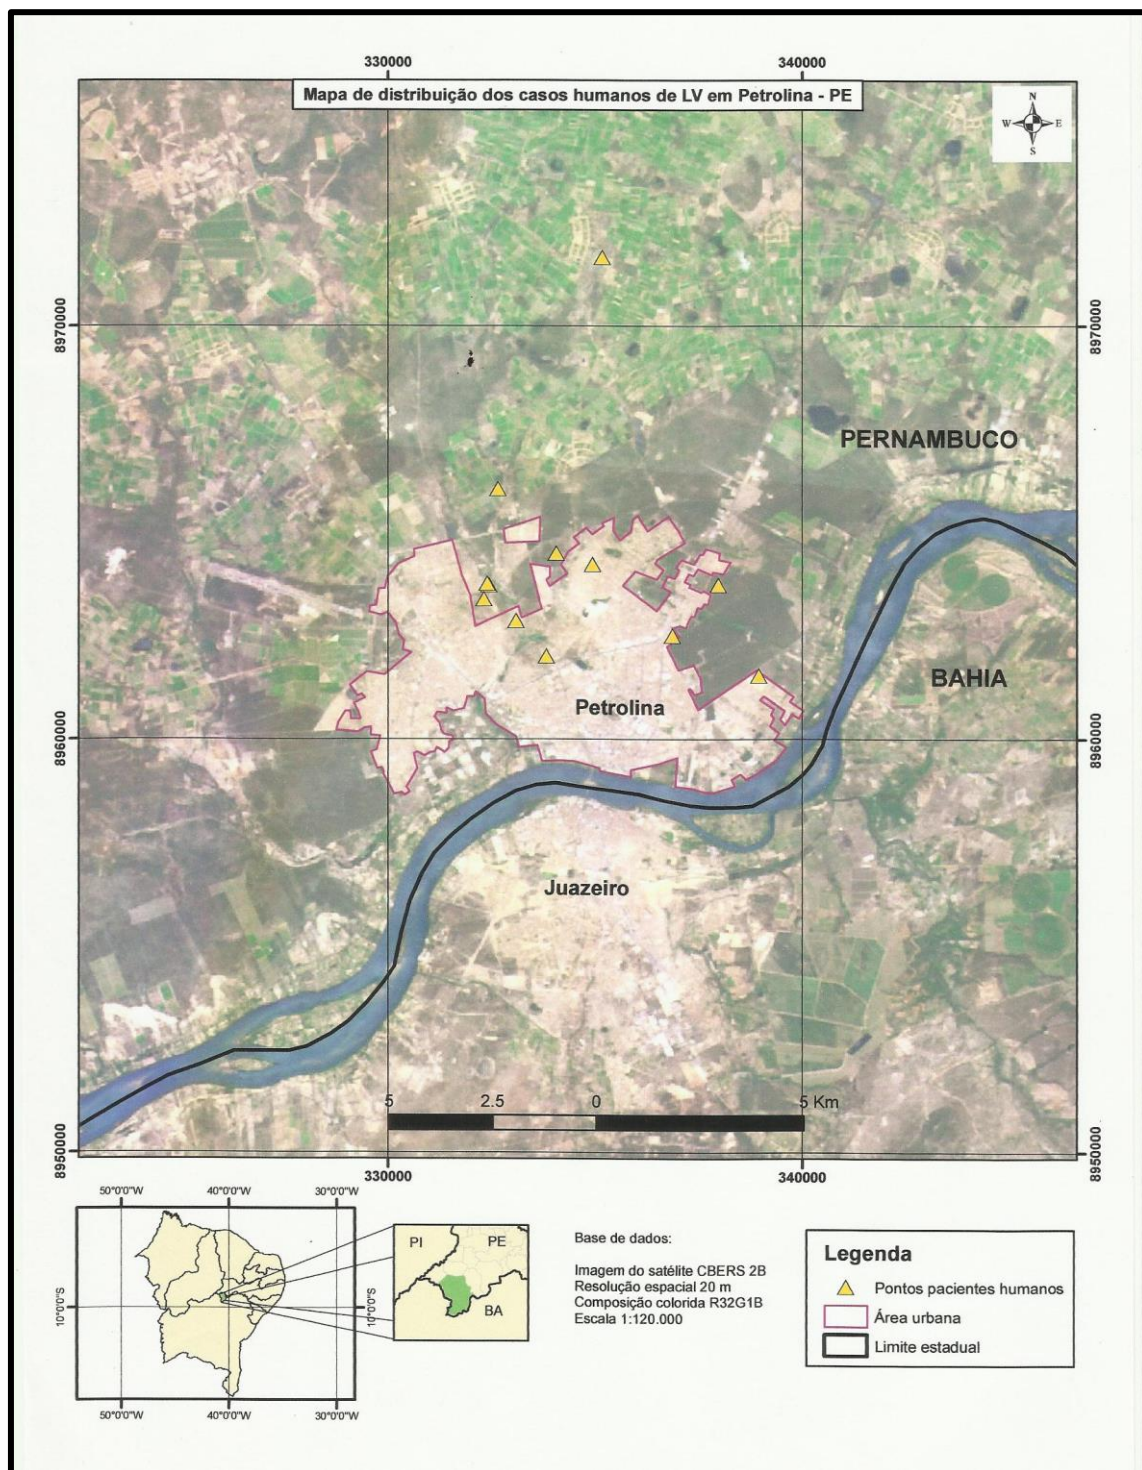 330000
340000
Mapa de distribuição dos casos humanos de LV em Petrolina - PE
N
W
E
S
8970000
8970000
PERNAMBUCO
BAHIA
Petrolina
8960000
8960000
Juazeiro
5
2.5
0
5 Km
8950000
8950000
330000
340000
50°0'0"W
40°0'0"W
30°0'0"W
10°0'0"S
10°0'0"S
50°0'0"W
40°0'0"W
30°0'0"W
PI
PE
BA
Base de dados:
Imagem do satélite CBERS 2B
Resolução espacial 20 m
Composição colorida R32G1B
Escala 1:120.000
Legenda
Pontos pacientes humanos
Área urbana
Limite estadual